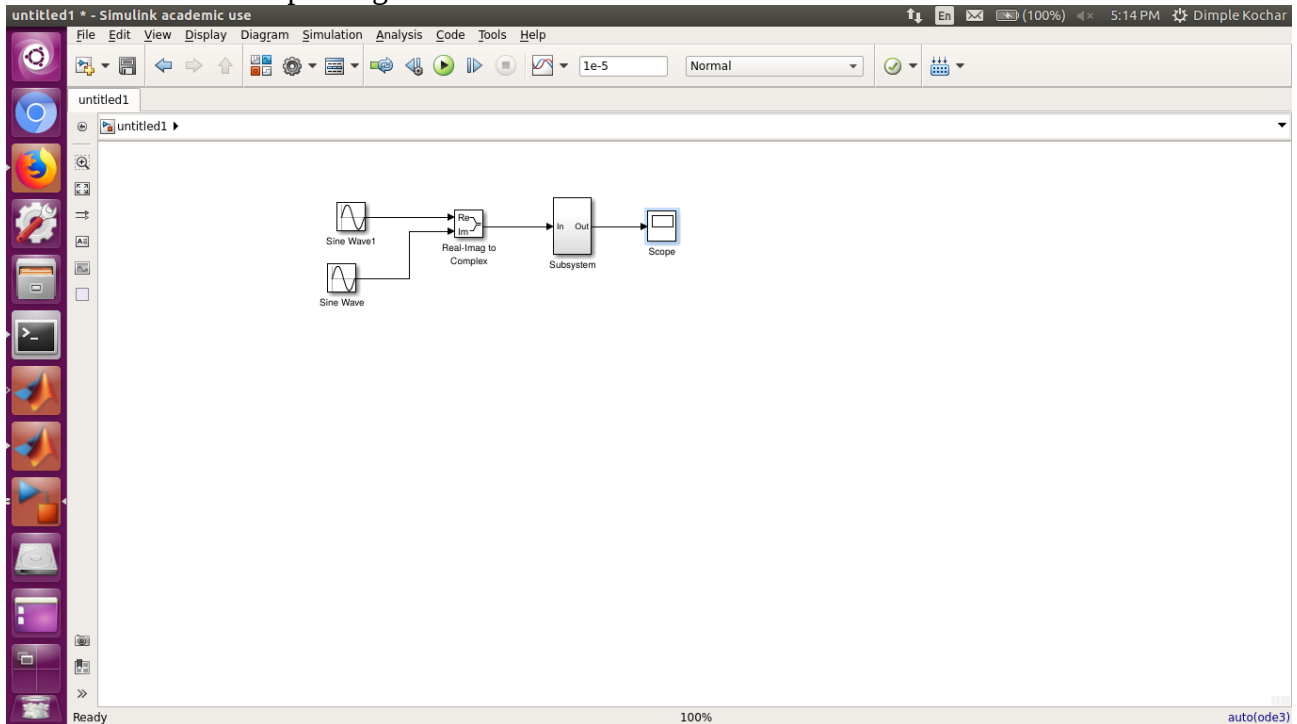 untitled1 * - Simulink academic use
En (100%) 5:14 PM Dimple Kochar
File Edit View Display Diagram Simulation Analysis Code Tools Help
1e-5 Normal
untitled1
untitled1
Sine Wave1
Re
Im
Real-Imag to
Complex
In Out
Subsystem
Scope
Sine Wave
Ready 100% auto(ode3)